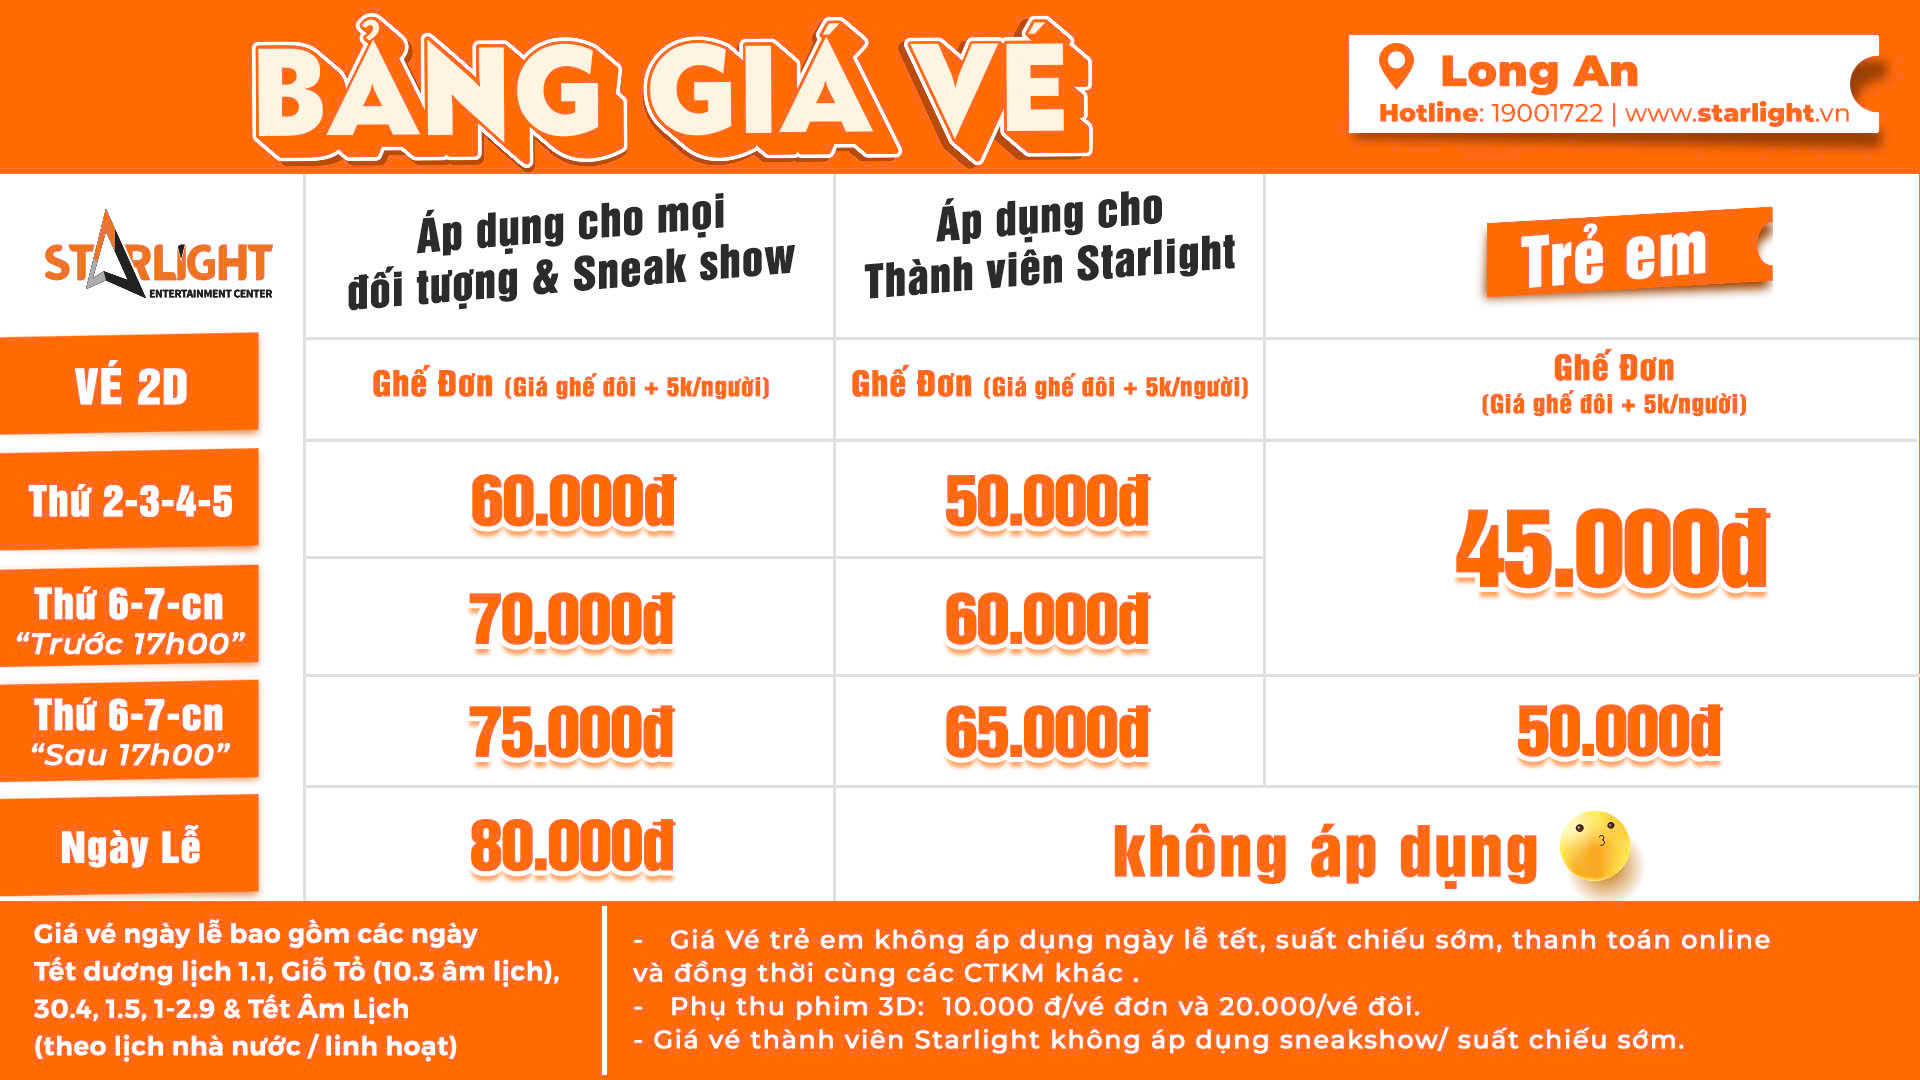 BẢNG GIÁ VÉ
Long An
Hotline: 19001722 | www.starlight.vn
STARLIGHT
ENTERTAINMENT CENTER
Áp dụng cho mọi
đối tượng & Sneak show
Áp dụng cho
Thành viên Starlight
Trẻ em
VÉ 2D
Ghế Đơn (Giá ghế đôi + 5k/người)
Ghế Đơn (Giá ghế đôi + 5k/người)
Ghế Đơn
(Giá ghế đôi + 5k/người)
Thứ 2-3-4-5
60.000đ
50.000đ
45.000đ
Thứ 6-7-cn
“Trước 17h00”
70.000đ
60.000đ
Thứ 6-7-cn
“Sau 17h00”
75.000đ
65.000đ
50.000đ
Ngày Lễ
80.000đ
không áp dụng
Giá vé ngày lễ bao gồm các ngày
Tết dương lịch 1.1, Giỗ Tổ (10.3 âm lịch),
30.4, 1.5, 1-2.9 & Tết Âm Lịch
(theo lịch nhà nước / linh hoạt)
- Giá Vé trẻ em không áp dụng ngày lễ tết, suất chiếu sớm, thanh toán online
và đồng thời cùng các CTKM khác .
- Phụ thu phim 3D: 10.000 đ/vé đơn và 20.000/vé đôi.
- Giá vé thành viên Starlight không áp dụng sneakshow/ suất chiếu sớm.